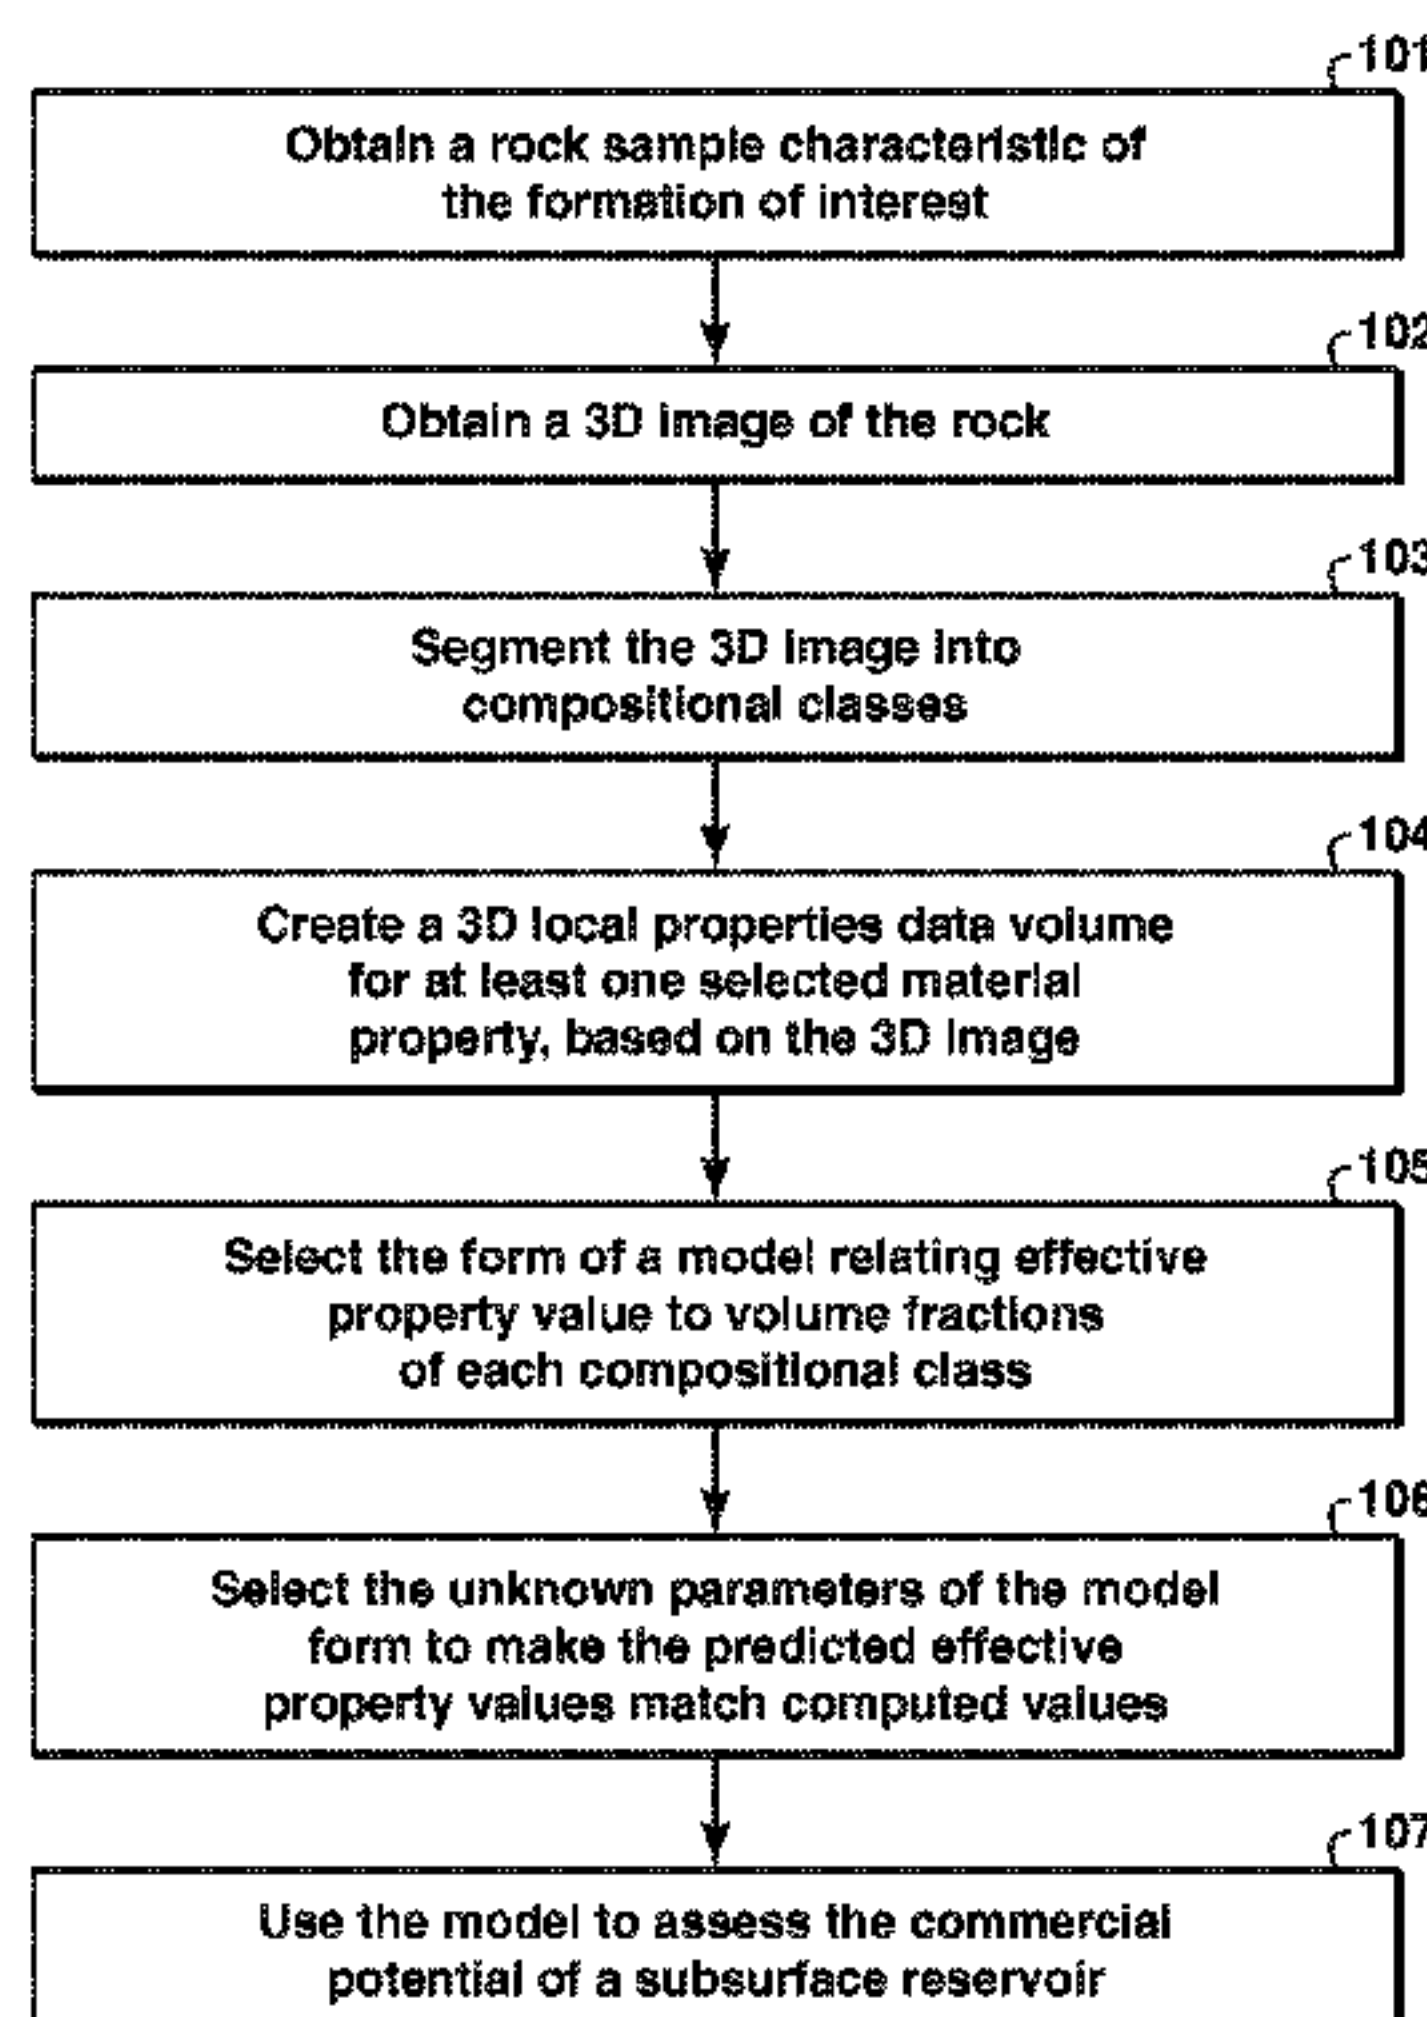 101
Obtain a rock sample characteristic of
the formation of interest
102
Obtain a 3D image of the rock
103
Segment the 3D image into
compositional classes
104
Create a 3D local properties data volume
for at least one selected material
property, based on the 3D image
105
Select the form of a model relating effective
property value to volume fractions
of each compositional class
106
Select the unknown parameters of the model
form to make the predicted effective
property values match computed values
107
Use the model to assess the commercial
potential of a subsurface reservoir